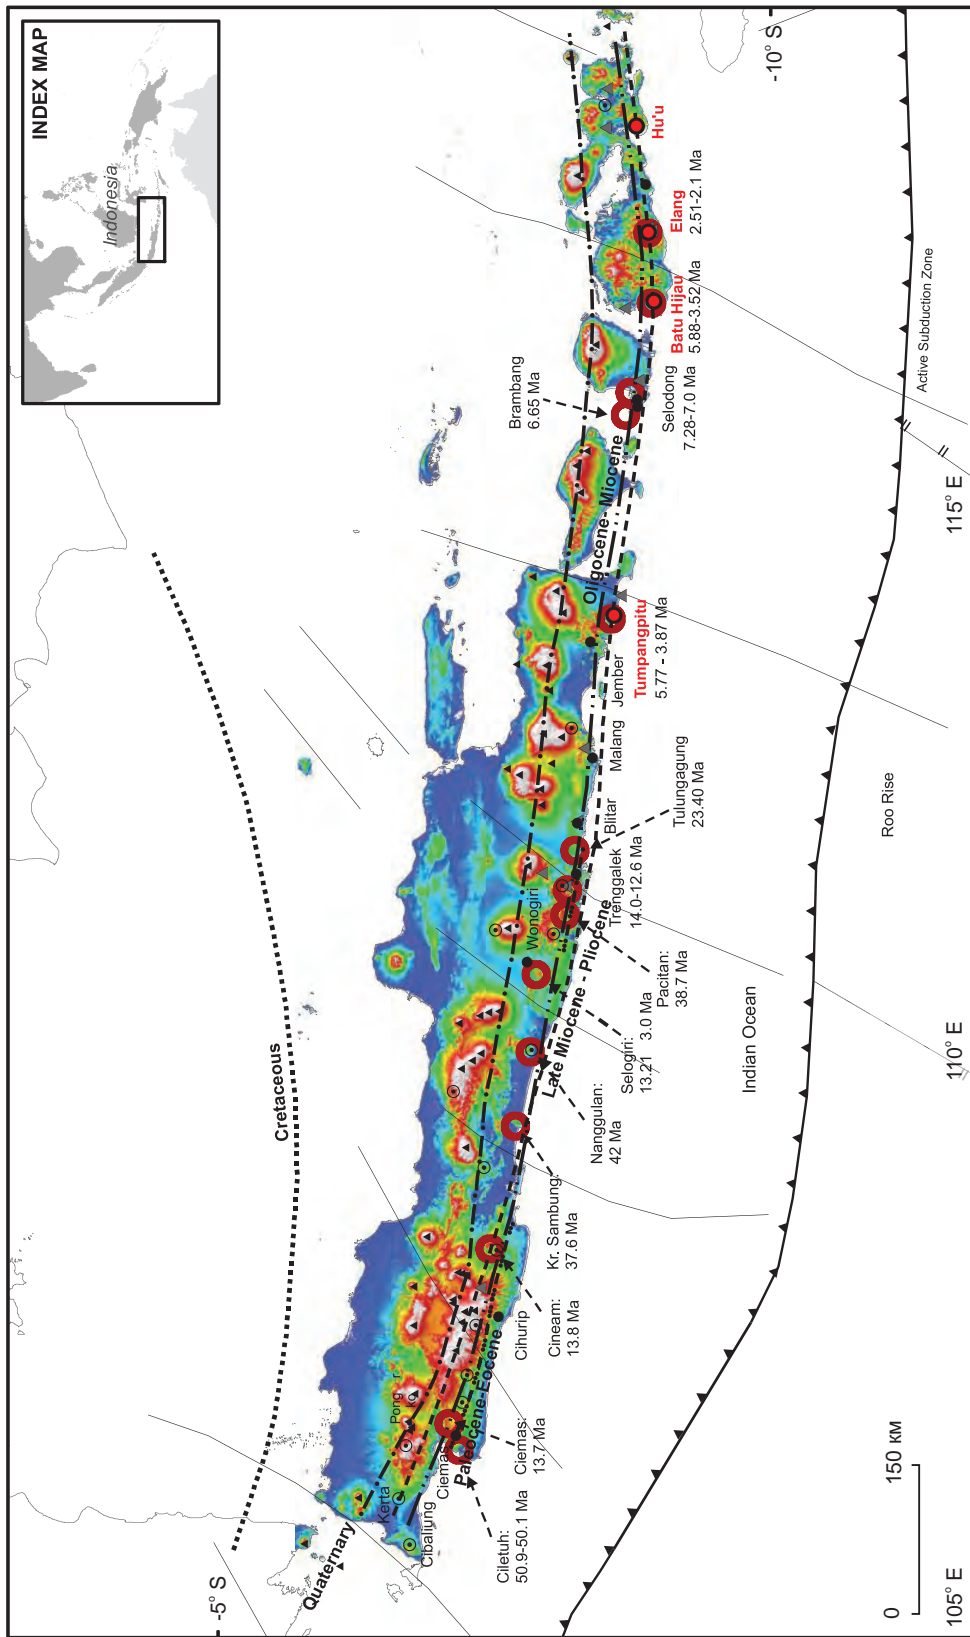 INDEX MAP
Indonesia
-5° S
-10° S
105° E
110° E
115° E
0
150 км
Cretaceous
Quaternary
Paleocene-Eocene
Late Miocene - Pliocene
Oligocene- Miocene
Kerta
Cibaliung
Pong
ko
r
Ciemas
Ciletuh:
50.9-50.1 Ma
Ciemas:
13.7 Ma
Cihurip
Cineam:
13.8 Ma
Kr. Sambung:
37.6 Ma
Nanggulan:
42 Ma
Selogiri:
13.21 3.0 Ma
Wonogiri
Pacitan:
38.7 Ma
Trenggalek
14.0-12.6 Ma
Tulungagung
23.40 Ma
Blitar
Malang
Jember
Tumpangpitu
5.77 - 3.87 Ma
Brambang
6.65 Ma
Selodong
7.28-7.0 Ma
Batu Hijau
5.88-3.52 Ma
Elang
2.51-2.1 Ma
Hu'u
Indian Ocean
Roo Rise
Active Subduction Zone